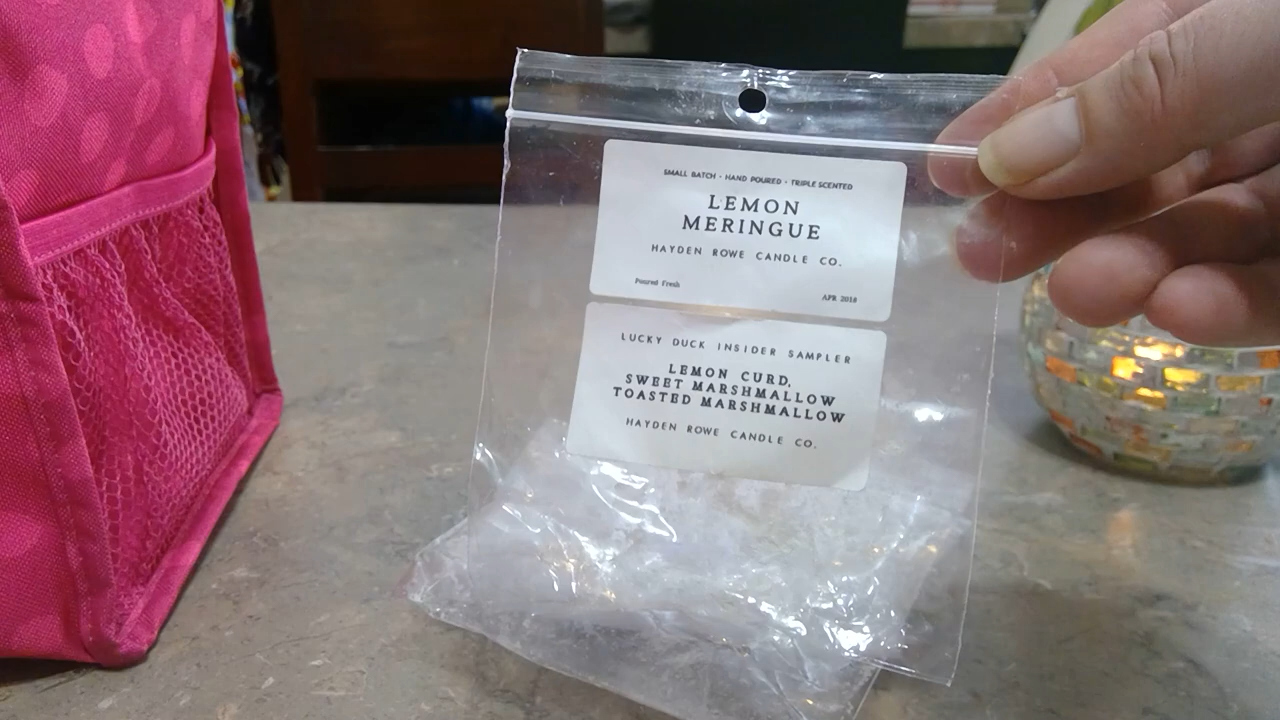 SMALL BATCH · HAND POURED · TRIPLE SCENTED
LEMON
MERINGUE
HAYDEN ROWE CANDLE CO.
Poured Fresh
APR 2018
LUCKY DUCK INSIDER SAMPLER
LEMON CURD,
SWEET MARSHMALLOW
TOASTED MARSHMALLOW
HAYDEN ROWE CANDLE CO.